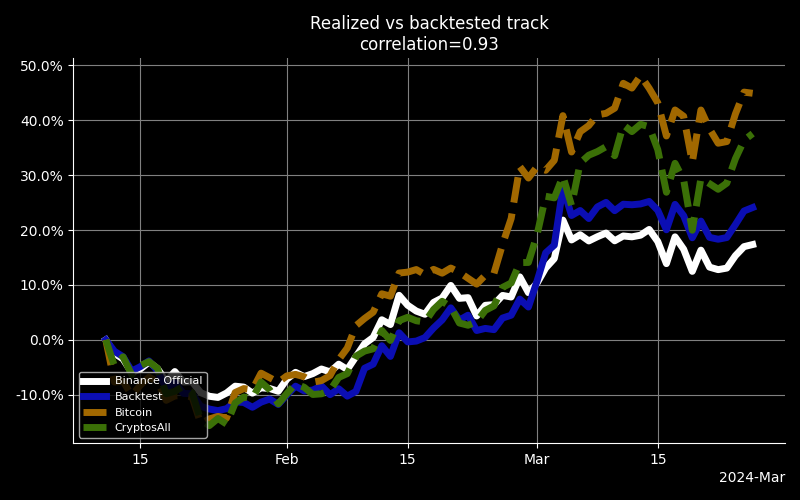 Realized vs backtested track
correlation=0.93
50.0%
40.0%
30.0%
20.0%
10.0%
0.0%
-10.0%
Binance Official
Backtest
Bitcoin
CryptosAll
15
Feb
15
Mar
15
2024-Mar